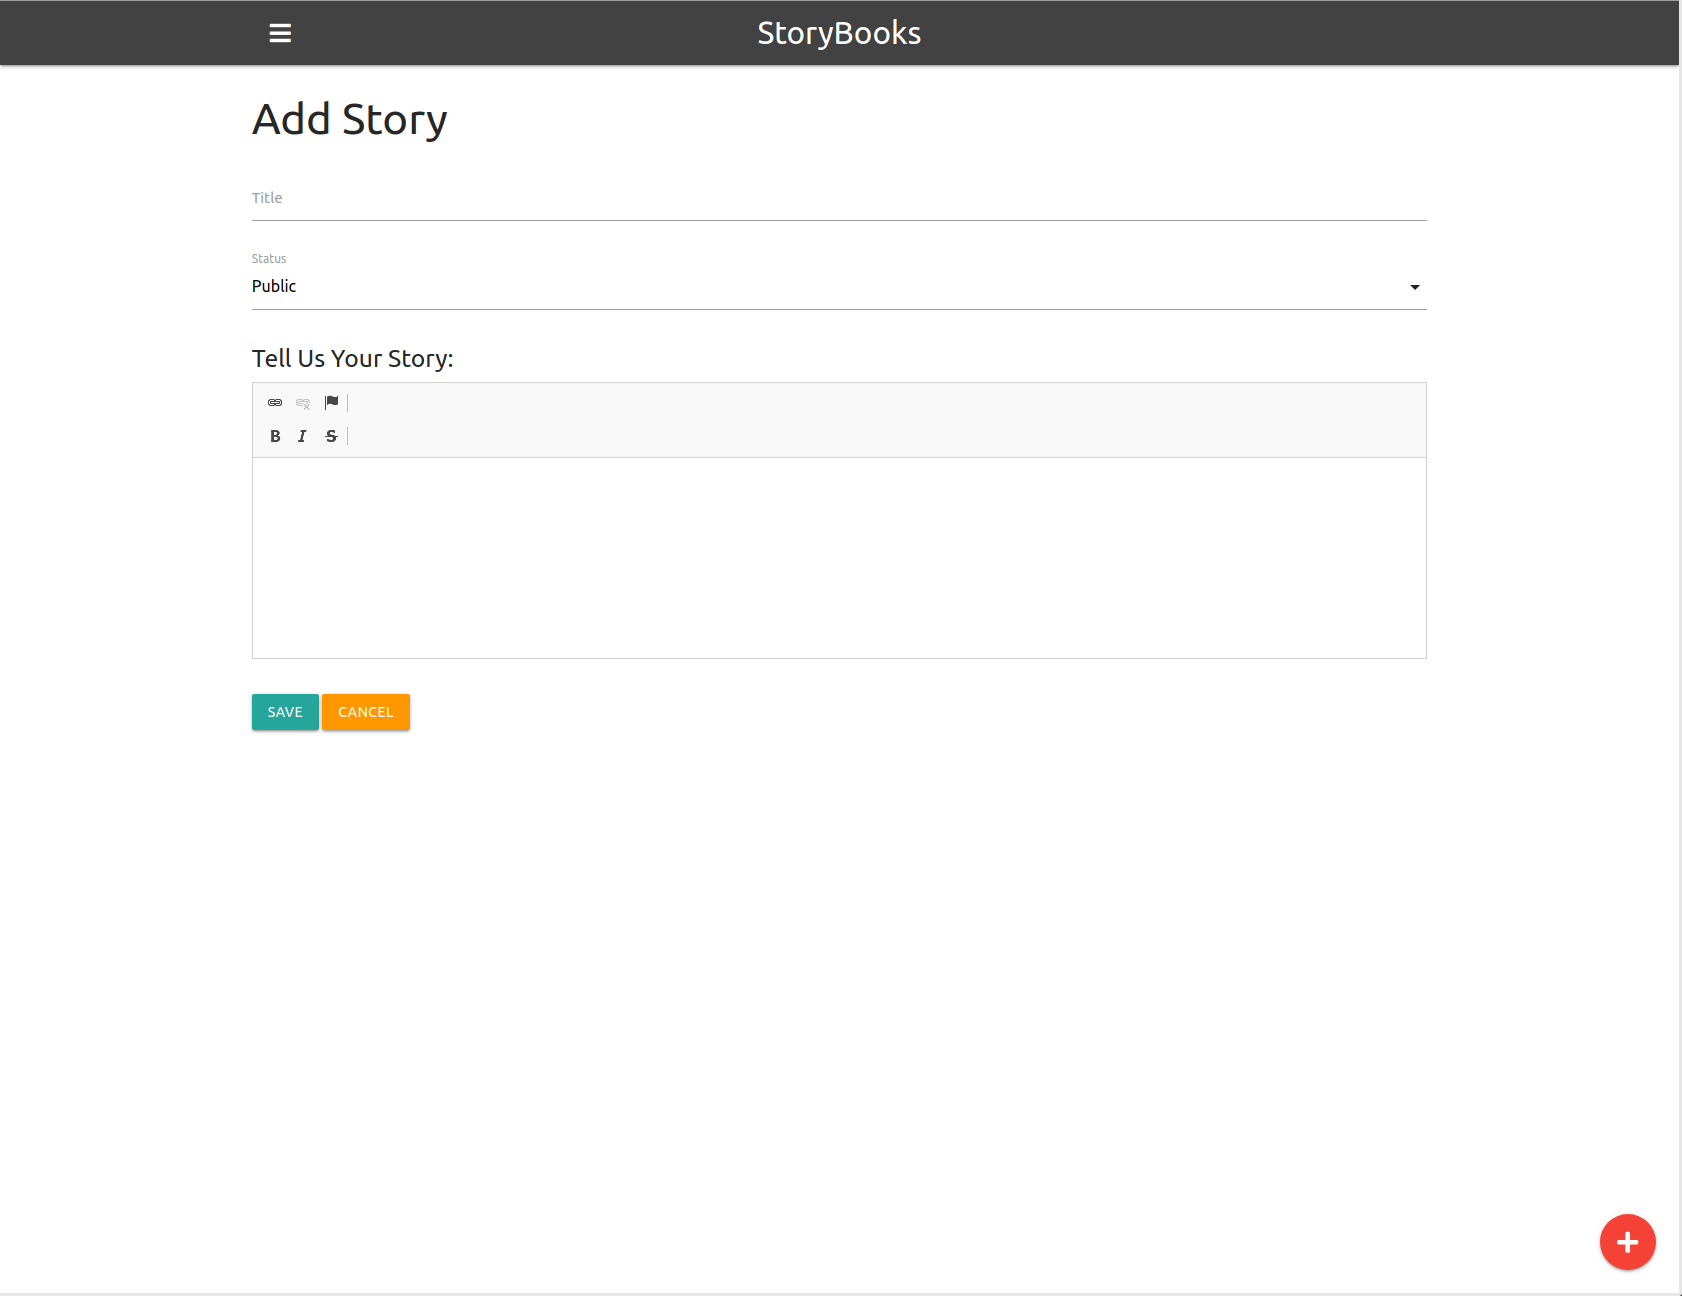 StoryBooks
Add Story
Title
Status
Public
Tell Us Your Story:
B I S
SAVE CANCEL